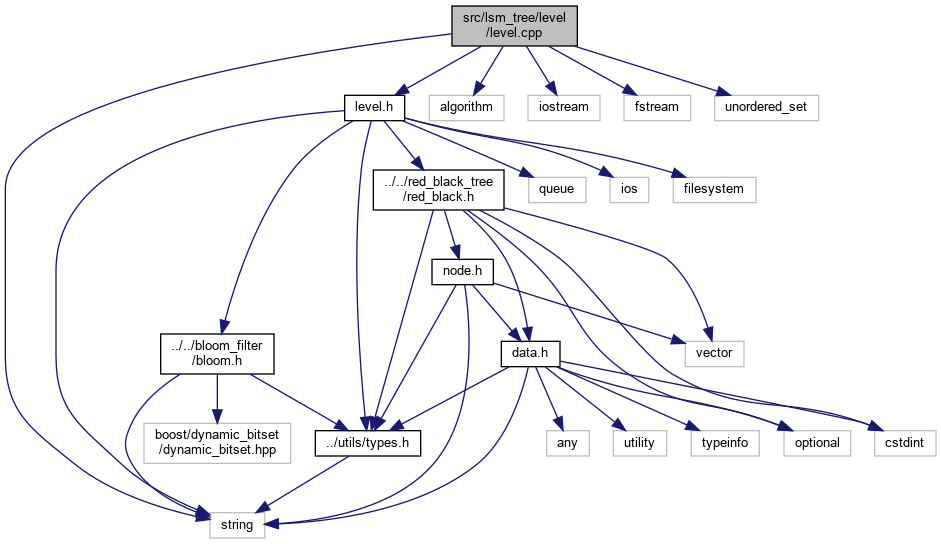 src/lsm_tree/level
/level.cpp
level.h
algorithm
iostream
fstream
unordered_set
../../red_black_tree
/red_black.h
queue
ios
filesystem
node.h
../../bloom_filter
/bloom.h
data.h
vector
boost/dynamic_bitset
/dynamic_bitset.hpp
../utils/types.h
any
utility
typeinfo
optional
cstdint
string